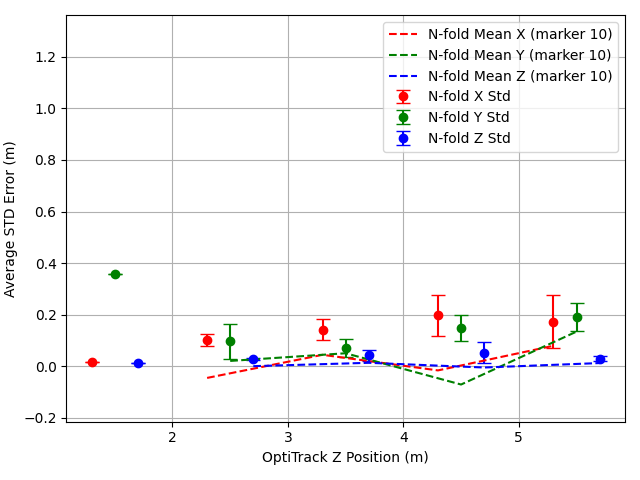 N-fold Mean X (marker 10)
N-fold Mean Y (marker 10)
N-fold Mean Z (marker 10)
N-fold X Std
N-fold Y Std
N-fold Z Std
Average STD Error (m)
1.2
1.0
0.8
0.6
0.4
0.2
0.0
−0.2
2 3 4 5
OptiTrack Z Position (m)